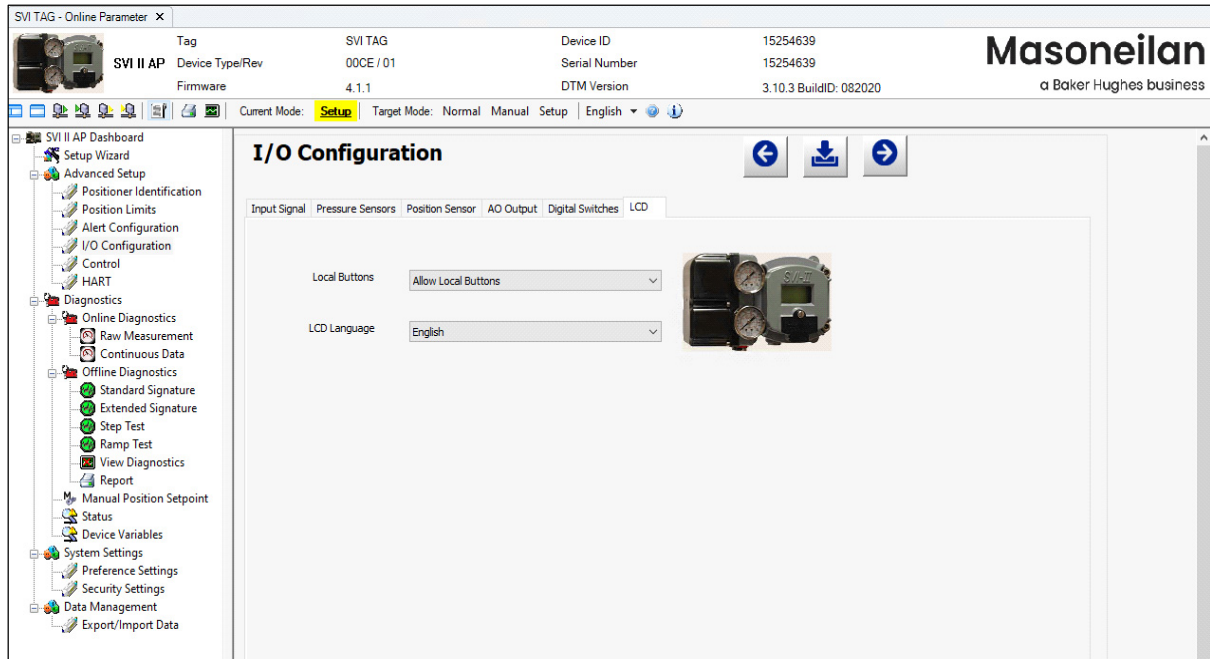 SVI TAG - Online Parameter ×
SVI II AP
Tag SVI TAG Device ID 15254639
Device Type/Rev 00CE / 01 Serial Number 15254639
Firmware 4.1.1 DTM Version 3.10.3 BuildID: 082020
Masoneilan
a Baker Hughes business
Current Mode: Setup Target Mode: Normal Manual Setup English
SVI II AP Dashboard
Setup Wizard
Advanced Setup
Positioner Identification
Position Limits
Alert Configuration
I/O Configuration
Control
HART
Diagnostics
Online Diagnostics
Raw Measurement
Continuous Data
Offline Diagnostics
Standard Signature
Extended Signature
Step Test
Ramp Test
View Diagnostics
Report
Manual Position Setpoint
Status
Device Variables
System Settings
Preference Settings
Security Settings
Data Management
Export/Import Data
I/O Configuration
Input Signal Pressure Sensors Position Sensor AO Output Digital Switches LCD
Local Buttons Allow Local Buttons
LCD Language English
SVI-II